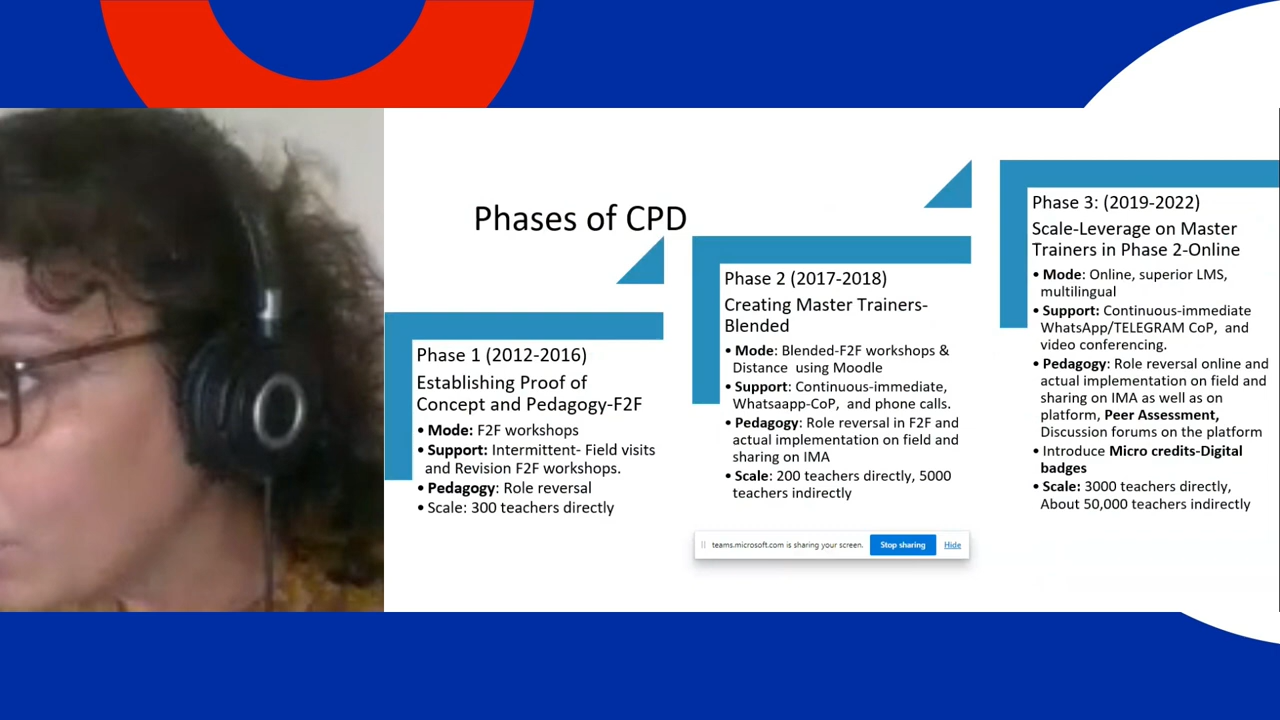 Phases of CPD
Phase 1 (2012-2016)
Establishing Proof of
Concept and Pedagogy-F2F
• Mode: F2F workshops
• Support: Intermittent- Field visits
and Revision F2F workshops.
• Pedagogy: Role reversal
• Scale: 300 teachers directly
Phase 2 (2017-2018)
Creating Master Trainers-
Blended
• Mode: Blended-F2F workshops &
Distance using Moodle
• Support: Continuous-immediate,
Whatsaapp-CoP, and phone calls.
• Pedagogy: Role reversal in F2F and
actual implementation on field and
sharing on IMA
• Scale: 200 teachers directly, 5000
teachers indirectly
Phase 3: (2019-2022)
Scale-Leverage on Master
Trainers in Phase 2-Online
• Mode: Online, superior LMS,
multilingual
• Support: Continuous-immediate
WhatsApp/TELEGRAM CoP, and
video conferencing.
• Pedagogy: Role reversal online and
actual implementation on field and
sharing on IMA as well as on
platform, Peer Assessment,
Discussion forums on the platform
• Introduce Micro credits-Digital
badges
• Scale: 3000 teachers directly,
About 50,000 teachers indirectly
teams.microsoft.com is sharing your screen. Stop sharing Hide